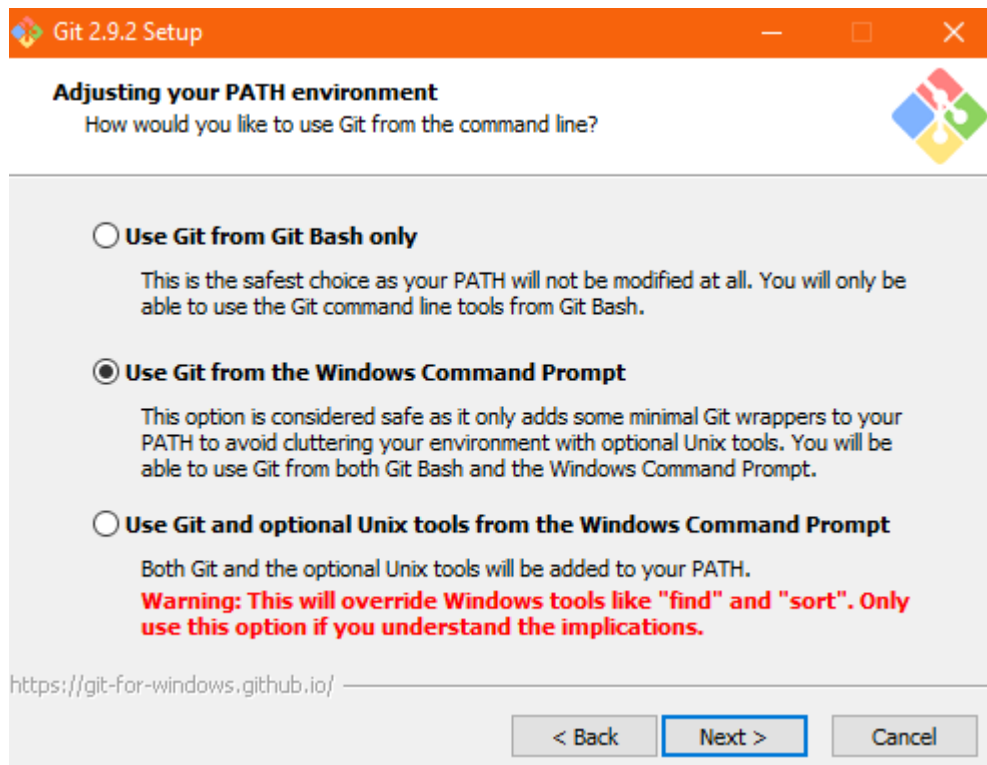 Git 2.9.2 Setup
Adjusting your PATH environment
How would you like to use Git from the command line?
Use Git from Git Bash only
This is the safest choice as your PATH will not be modified at all. You will only be
able to use the Git command line tools from Git Bash.
Use Git from the Windows Command Prompt
This option is considered safe as it only adds some minimal Git wrappers to your
PATH to avoid cluttering your environment with optional Unix tools. You will be
able to use Git from both Git Bash and the Windows Command Prompt.
Use Git and optional Unix tools from the Windows Command Prompt
Both Git and the optional Unix tools will be added to your PATH.
Warning: This will override Windows tools like "find" and "sort". Only
use this option if you understand the implications.
https://git-for-windows.github.io/
< Back Next > Cancel